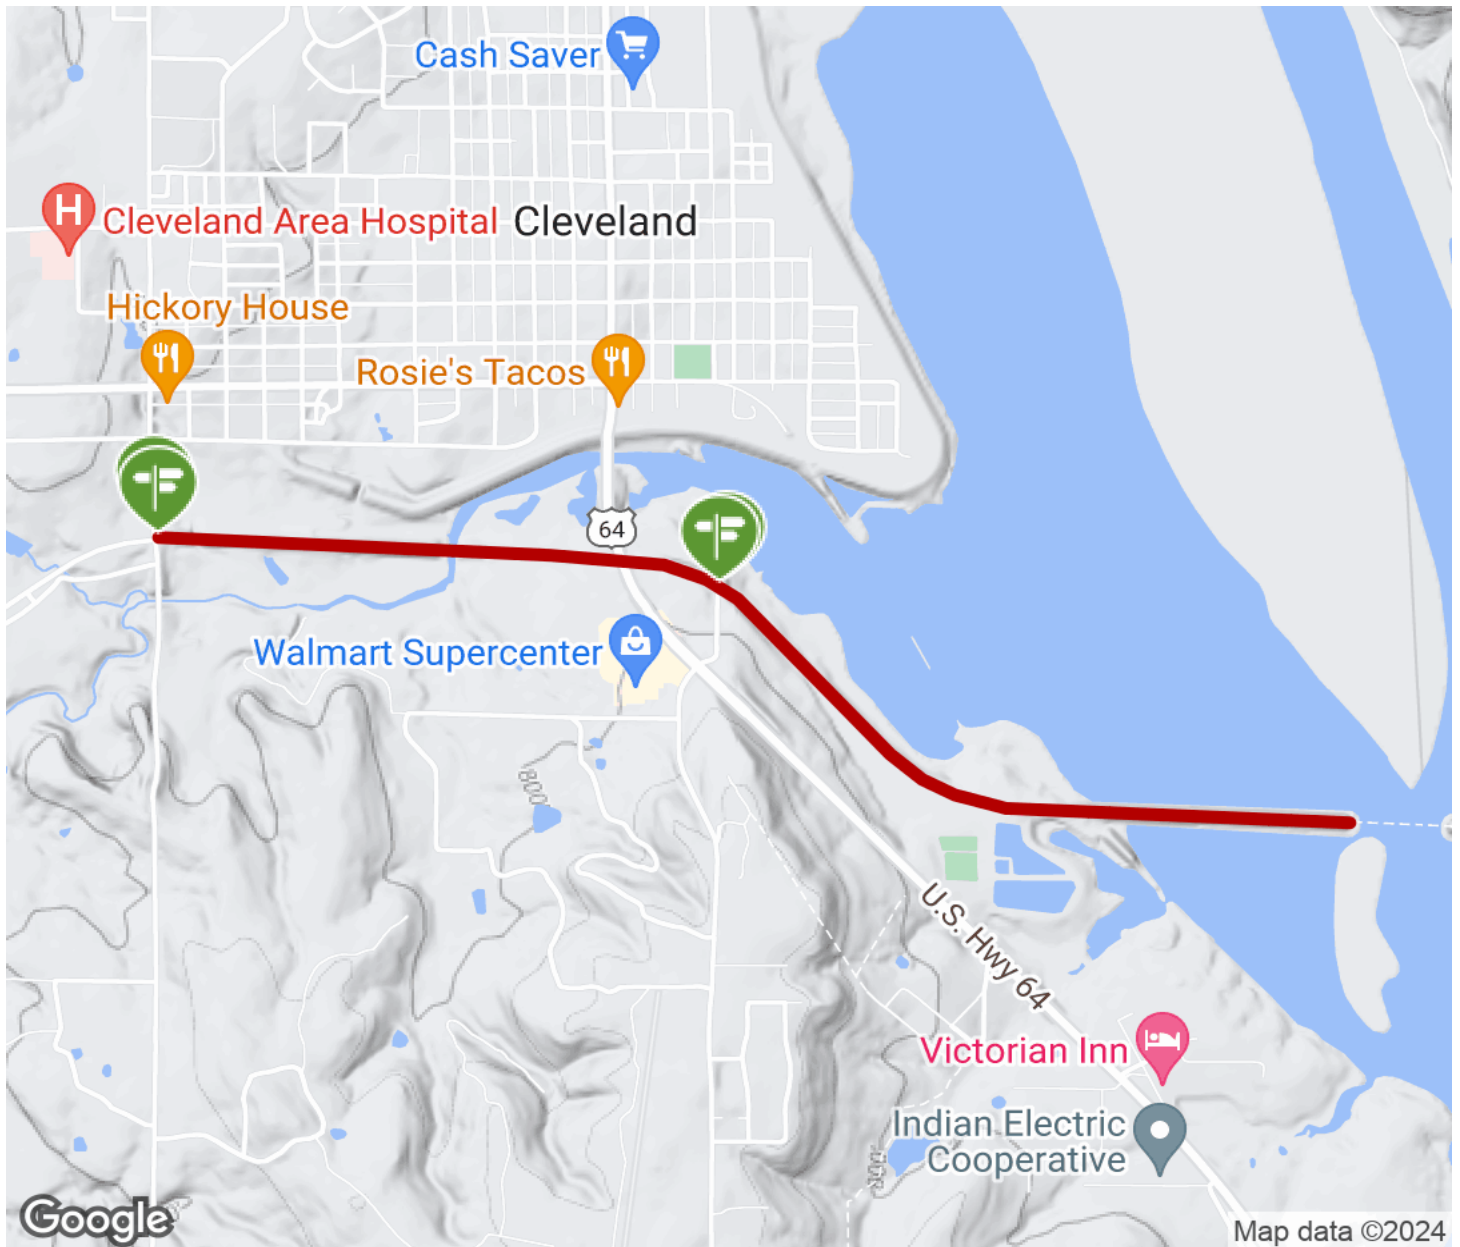 Cash Saver
Cleveland Area Hospital
Cleveland
Hickory House
Rosie's Tacos
64
Walmart Supercenter
800'
U.S. Hwy 64
Victorian Inn
Indian Electric
Cooperative
800'
Google
Map data ©2024